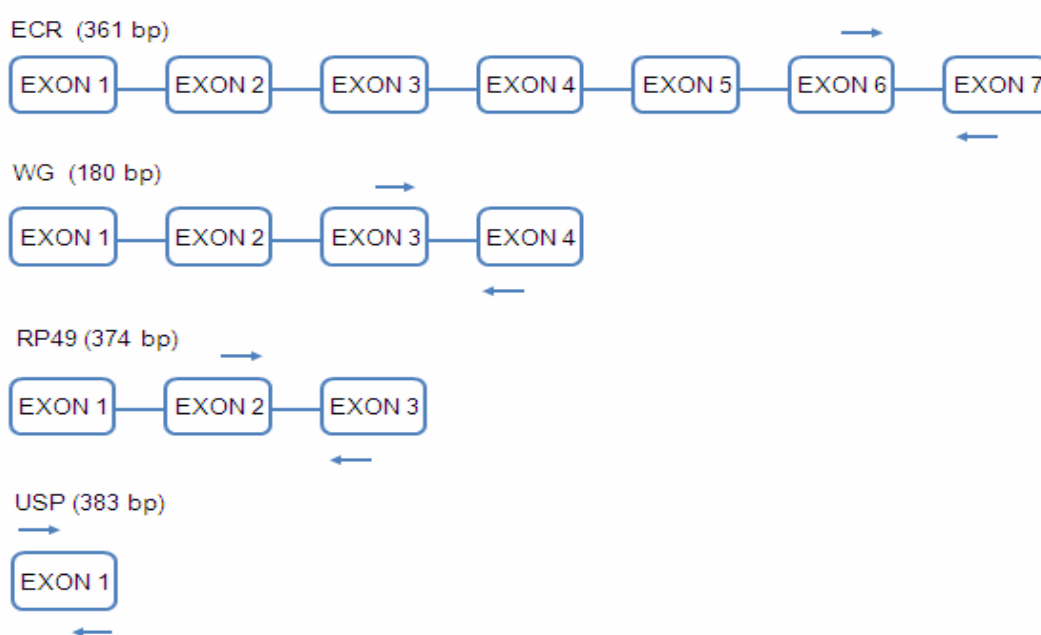 ECR (361 bp)
EXON 1 EXON 2 EXON 3 EXON 4 EXON 5 EXON 6 EXON 7
WG (180 bp)
EXON 1 EXON 2 EXON 3 EXON 4
RP49 (374 bp)
EXON 1 EXON 2 EXON 3
USP (383 bp)
EXON 1